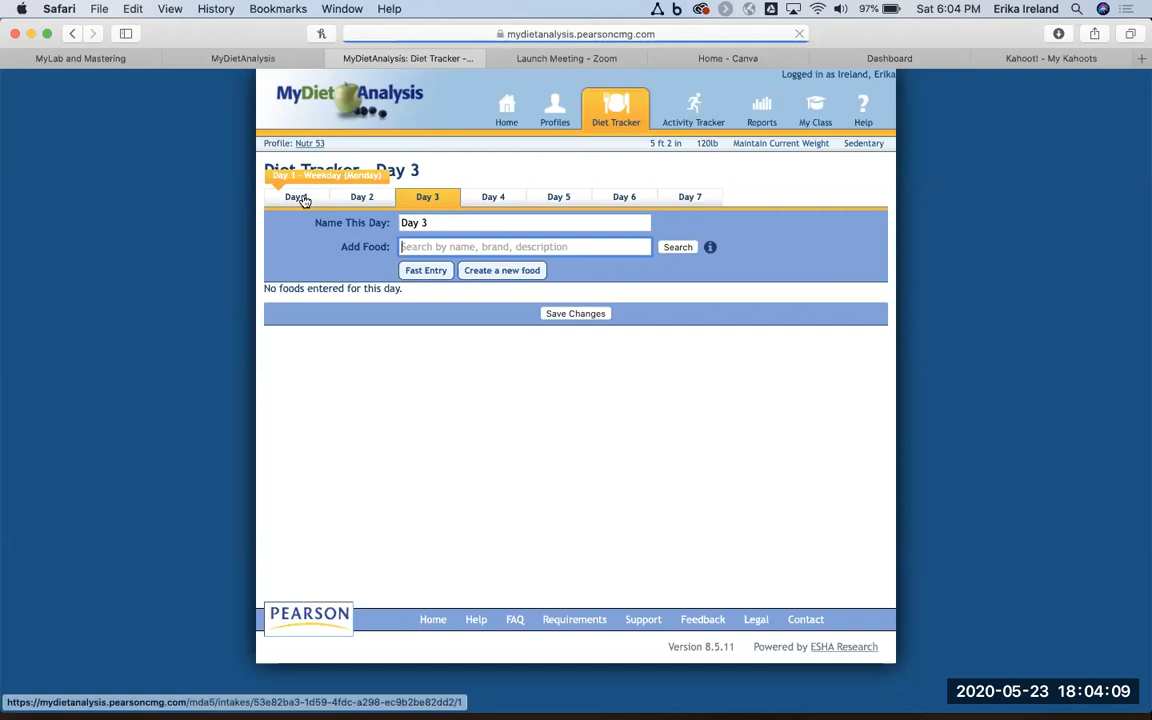 Safari File Edit View History Bookmarks Window Help 97% Sat 6:04 PM Erika Ireland
mydietanalysis.pearsoncmg.com
MyLab and Mastering MyDietAnalysis MyDietAnalysis: Diet Tracker -... Launch Meeting - Zoom Home - Canva Dashboard Kahoot! - My Kahoots
Logged in as Ireland, Erika
MyDiet Analysis
Home Profiles Diet Tracker Activity Tracker Reports My Class Help
Profile: Nutr 53 5 ft 2 in 120lb Maintain Current Weight Sedentary
Diet Tracker - Day 3
Day 1 - Weekday (Monday)
Day 1 Day 2 Day 3 Day 4 Day 5 Day 6 Day 7
Name This Day: Day 3
Add Food: Search by name, brand, description Search
Fast Entry Create a new food
No foods entered for this day.
Save Changes
PEARSON
Home Help FAQ Requirements Support Feedback Legal Contact
Version 8.5.11 Powered by ESHA Research
https://mydietanalysis.pearsoncmg.com/mda5/intakes/53e82ba3-1d59-4fdc-a298-ec9b2be82dd2/1
2020-05-23 18:04:09